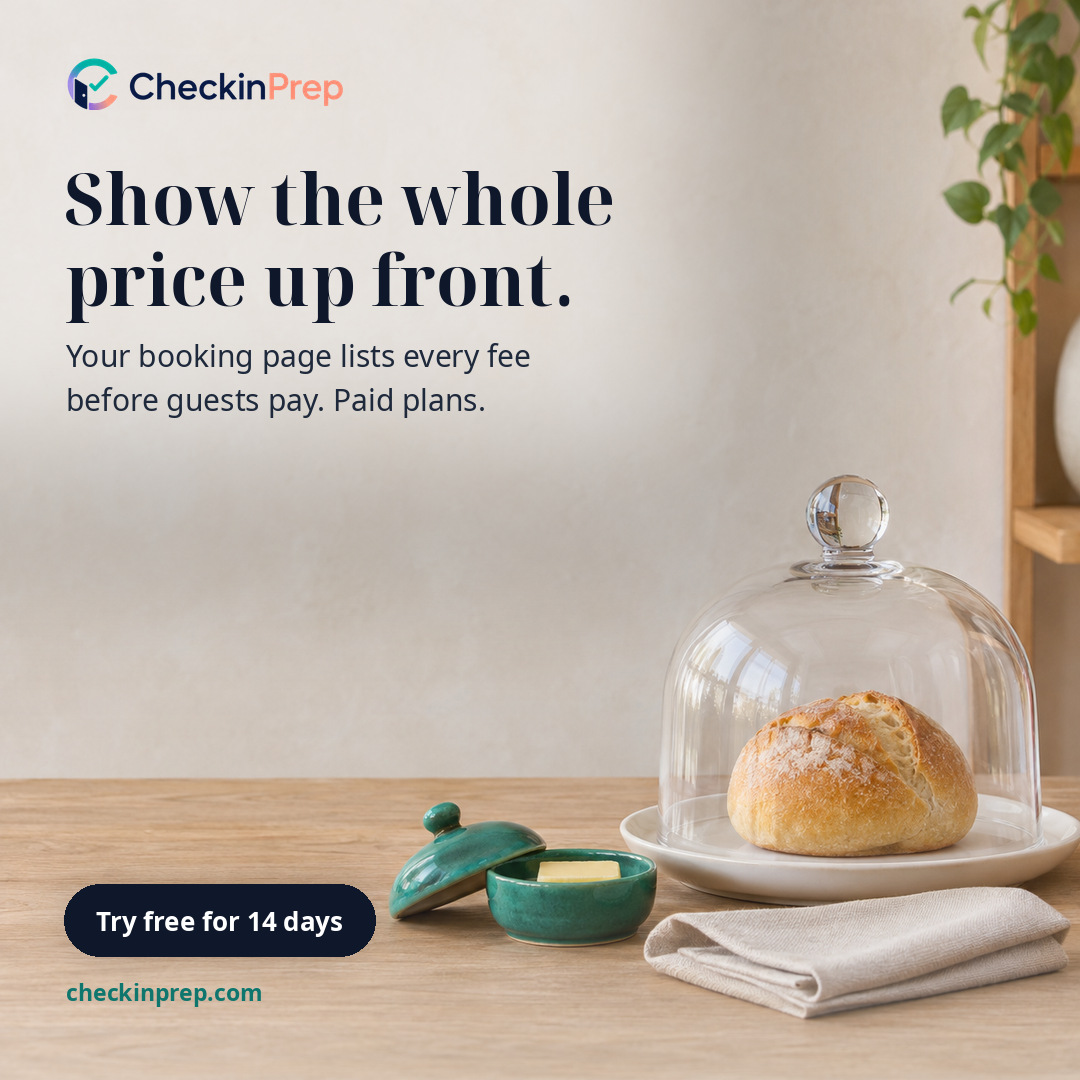 CheckinPrep
Show the whole
price up front.
Your booking page lists every fee
before guests pay. Paid plans.
Try free for 14 days
checkinprep.com